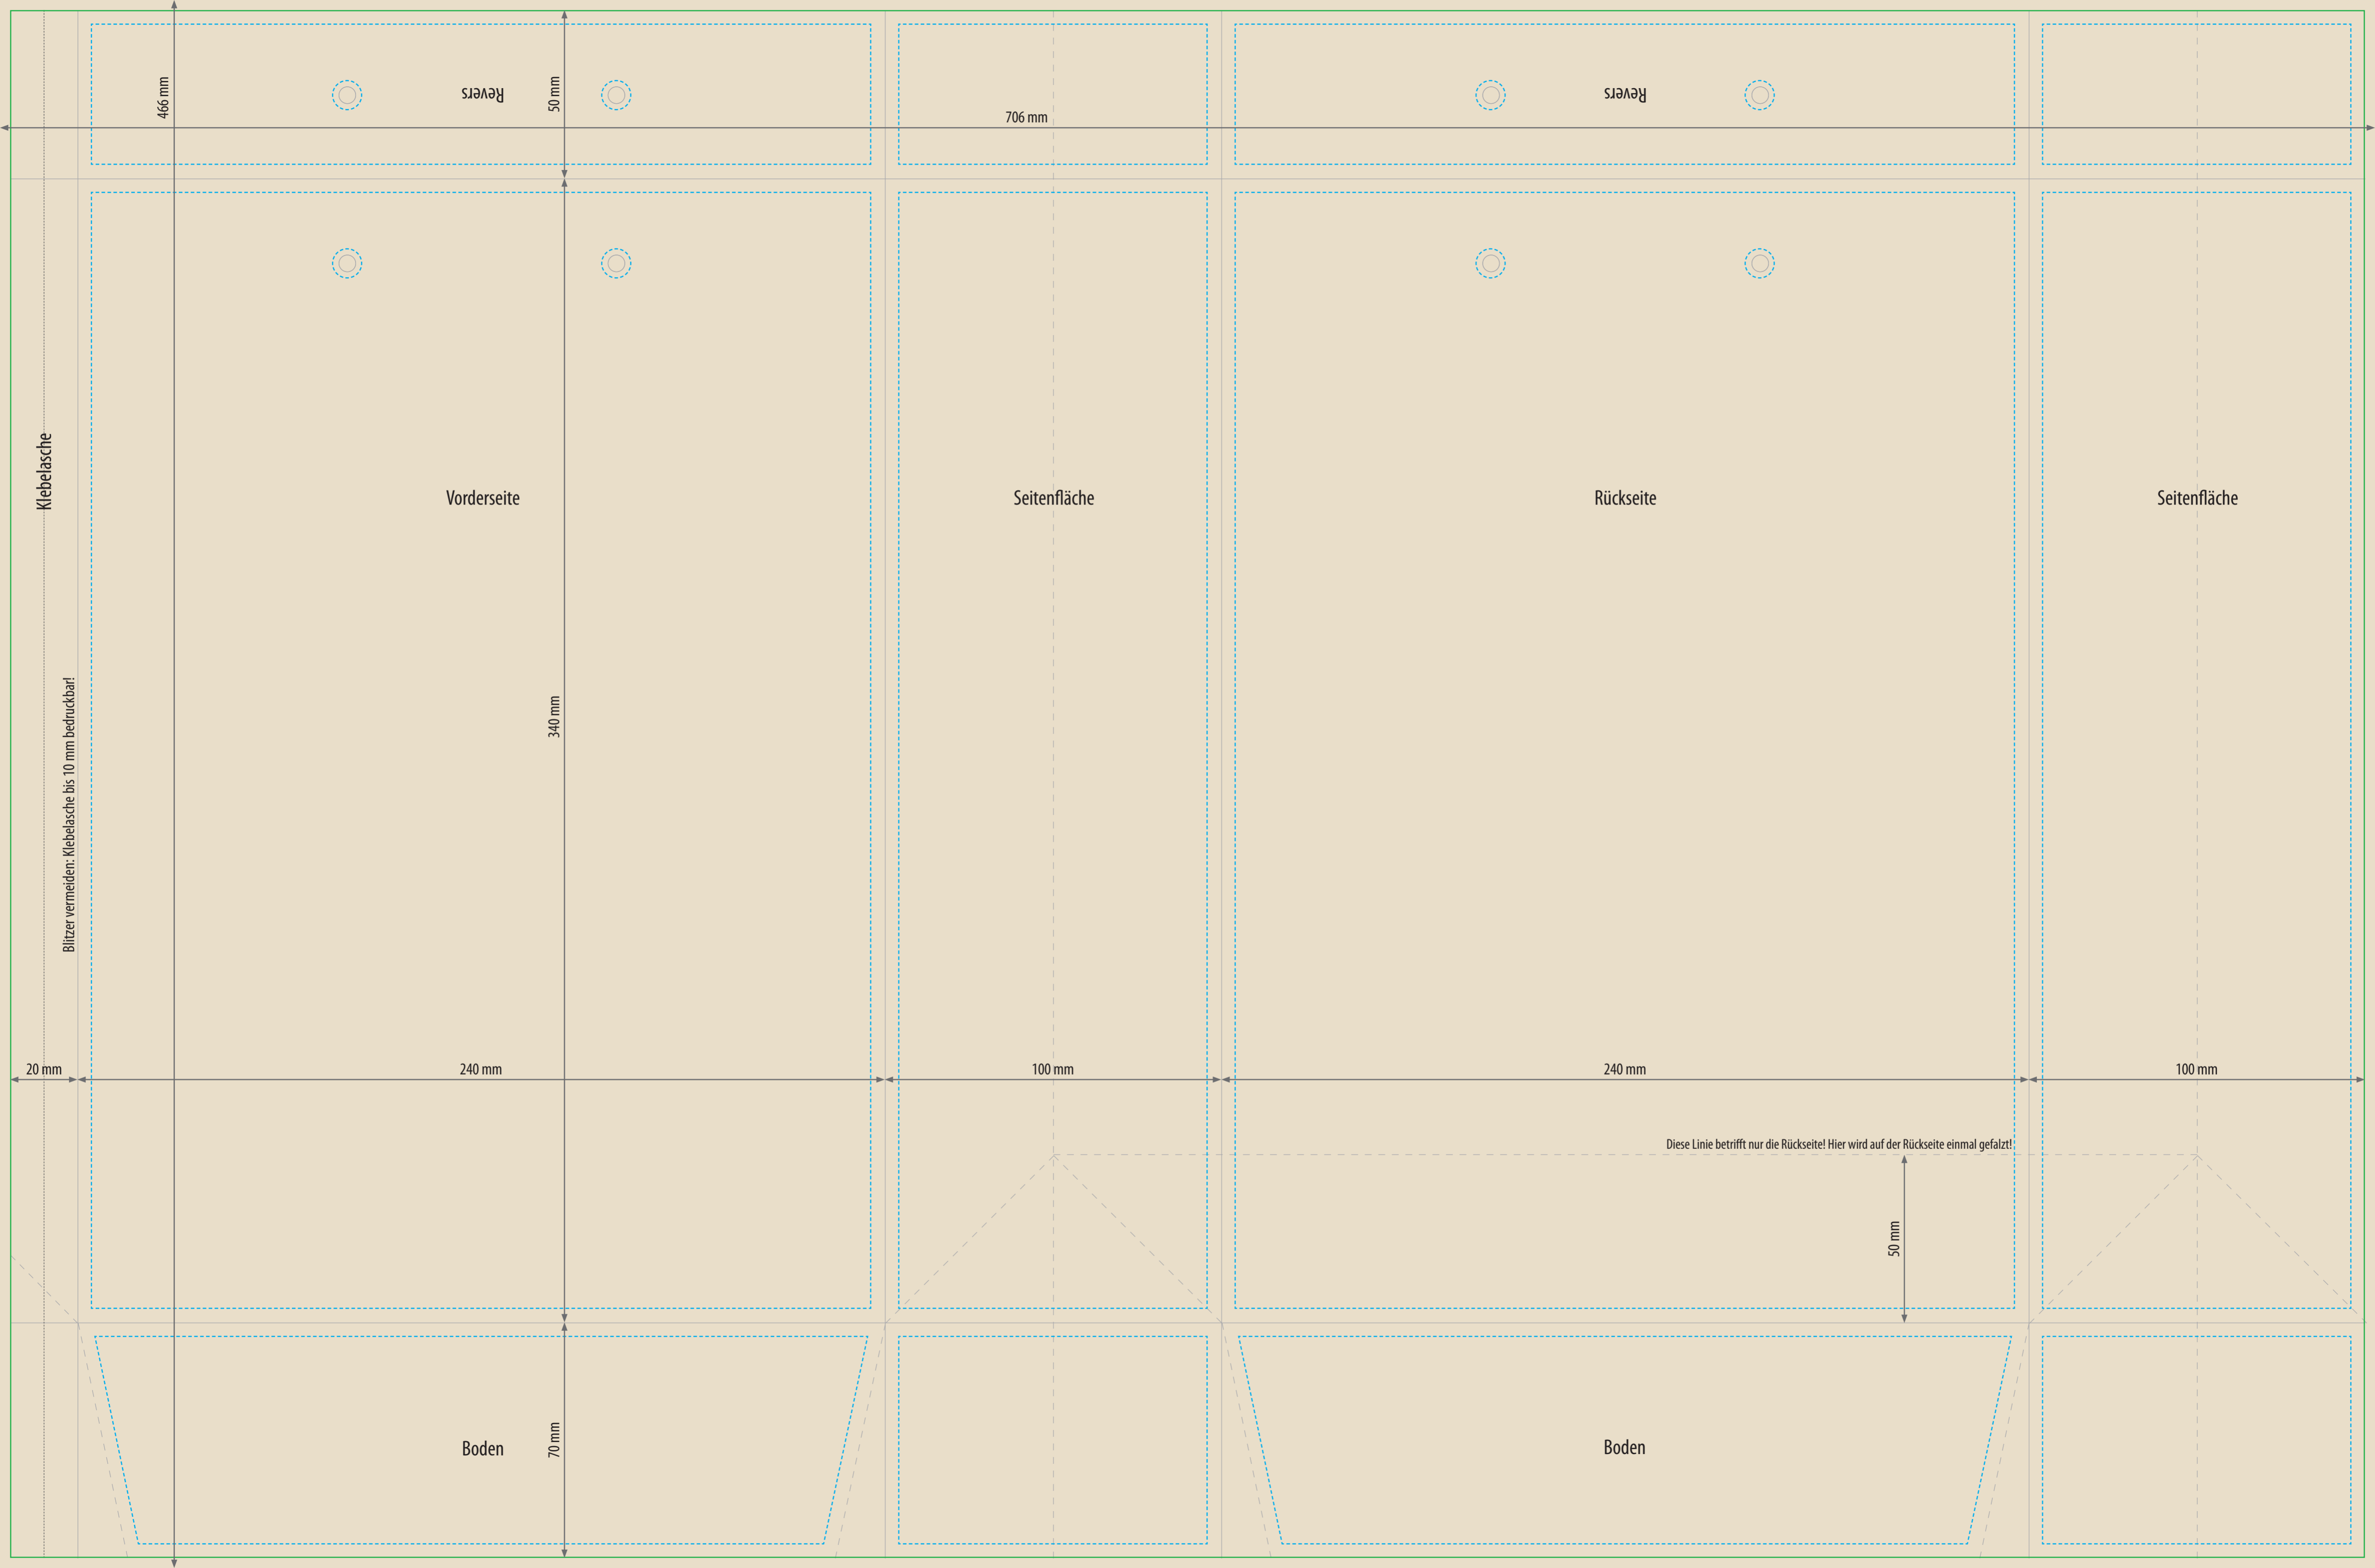 466 mm
Revers
50 mm
706 mm
Revers
Klebelasche
Vorderseite
Seitenfläche
Rückseite
Seitenfläche
340 mm
Blitzer vermeiden: Klebelasche bis 10 mm bedruckbar!
20 mm
240 mm
100 mm
240 mm
100 mm
Diese Linie betrifft nur die Rückseite! Hier wird auf der Rückseite einmal gefalzt!
50 mm
Boden
70 mm
Boden